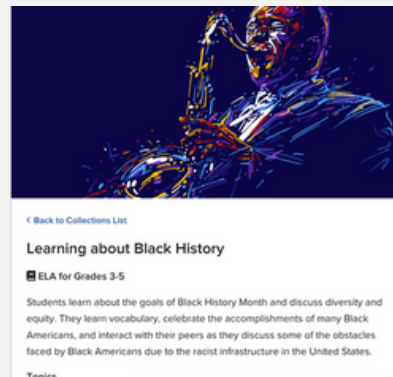 < Back to Collections List
Learning about Black History
ELA for Grades 3-5
Students learn about the goals of Black History Month and discuss diversity and
equity. They learn vocabulary, celebrate the accomplishments of many Black
Americans, and interact with their peers as they discuss some of the obstacles
faced by Black Americans due to the racist infrastructure in the United States.
Topics